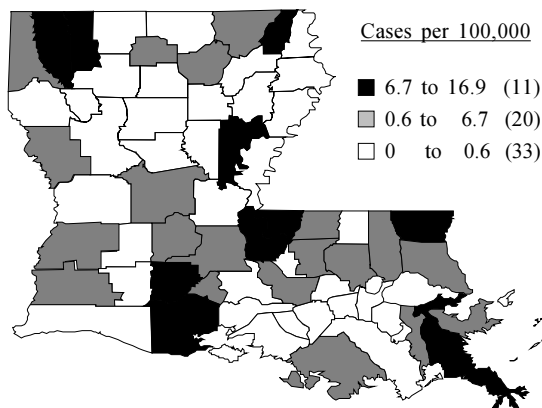 Cases per 100,000
6.7 to 16.9 (11)
0.6 to 6.7 (20)
0 to 0.6 (33)